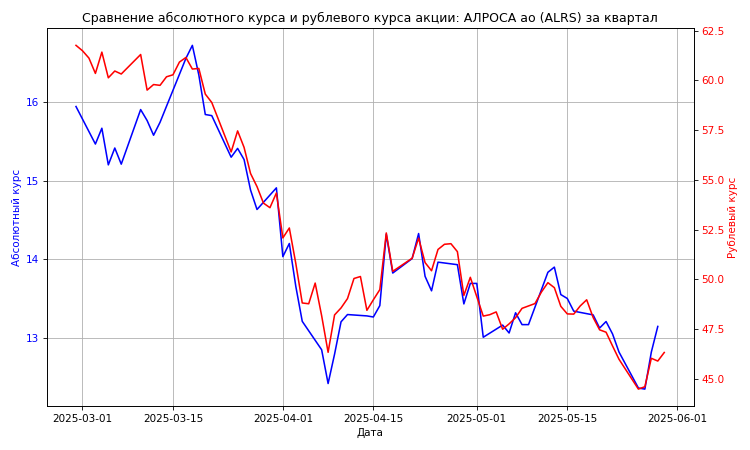 Сравнение абсолютного курса и рублевого курса акции: АЛРОСА ао (ALRS) за квартал
Абсолютный курс
16
15
14
13
62.5
60.0
57.5
55.0
52.5
50.0
47.5
45.0
Рублевый курс
2025-03-01 2025-03-15 2025-04-01 2025-04-15 2025-05-01 2025-05-15 2025-06-01
Дата